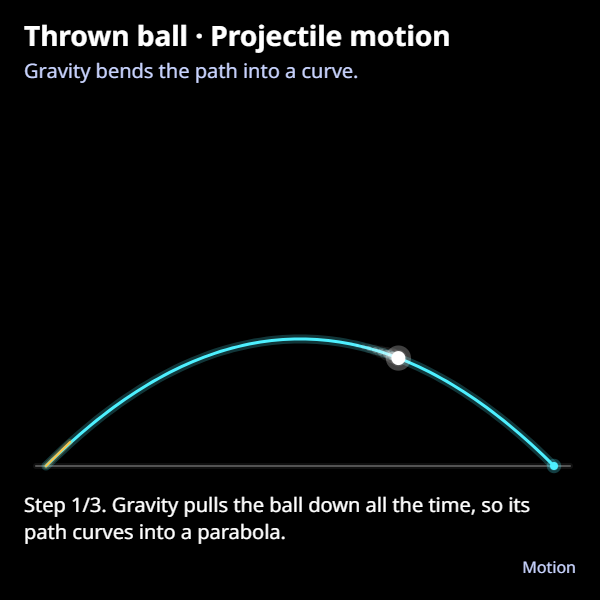 Thrown ball · Projectile motion
Gravity bends the path into a curve.
Step 1/3. Gravity pulls the ball down all the time, so its
path curves into a parabola.
Motion